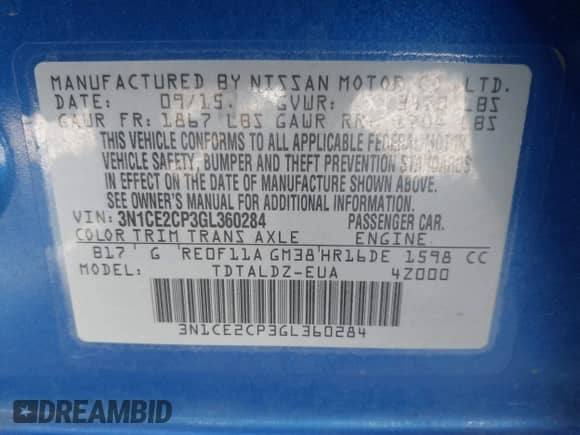 MANUFACTURED BY NISSAN MOTOR CO., LTD.
DATE: 09/15. GVWR: LBS
GAWR FR: 1867 LBS GAWR RR: 1704 LBS
THIS VEHICLE CONFORMS TO ALL APPLICABLE FEDERAL MOTOR
VEHICLE SAFETY, BUMPER AND THEFT PREVENTION STANDARDS
IN EFFECT ON THE DATE OF MANUFACTURE SHOWN ABOVE.
SEE OWNER'S MANUAL FOR ADDITIONAL INFORMATION.
VIN: 3N1CE2CP3GL360284 PASSENGER CAR.
COLOR TRIM TRANS AXLE ENGINE
B17 G RE0F11A GM38 HR16DE 1598 CC
MODEL: TDTALDZ-EUA 4Z000
3N1CE2CP3GL360284
DREAMBID